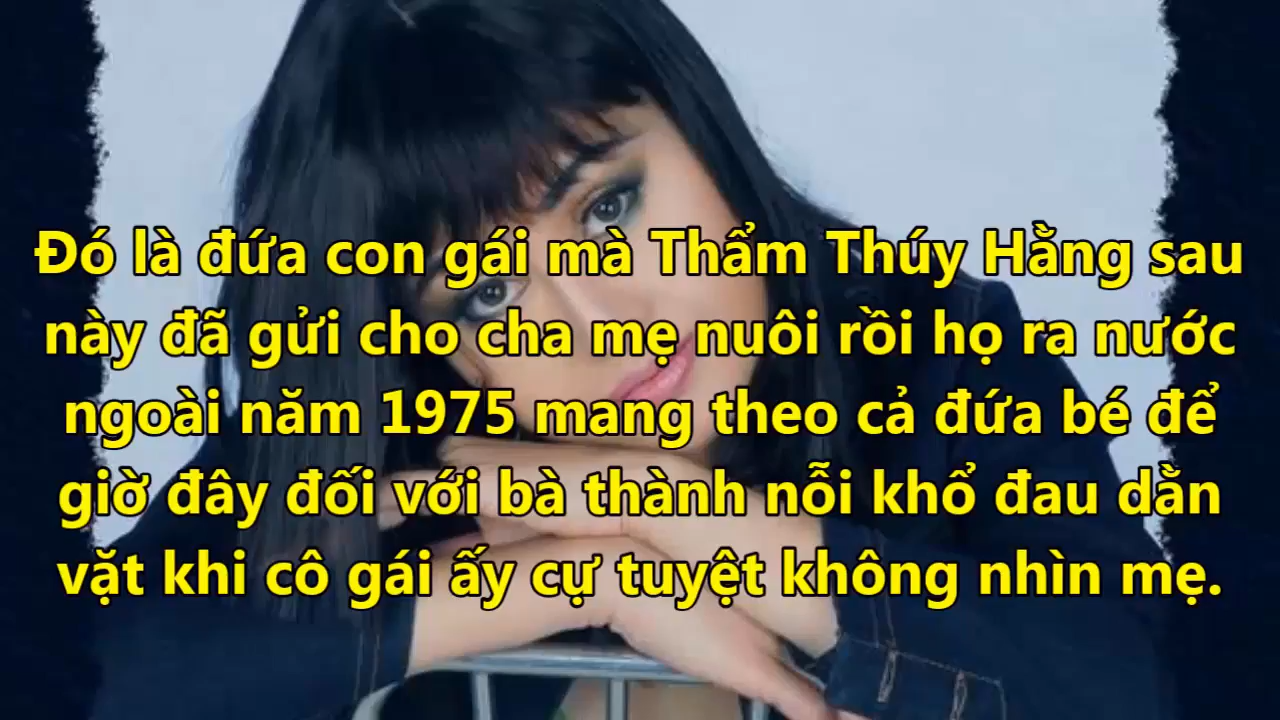 Đó là đứa con gái mà Thẩm Thúy Hằng sau
này đã gửi cho cha mẹ nuôi rồi họ ra nước
ngoài năm 1975 mang theo cả đứa bé để
giờ đây đối với bà thành nỗi khổ đau dằn
vặt khi cô gái ấy cự tuyệt không nhìn mẹ.